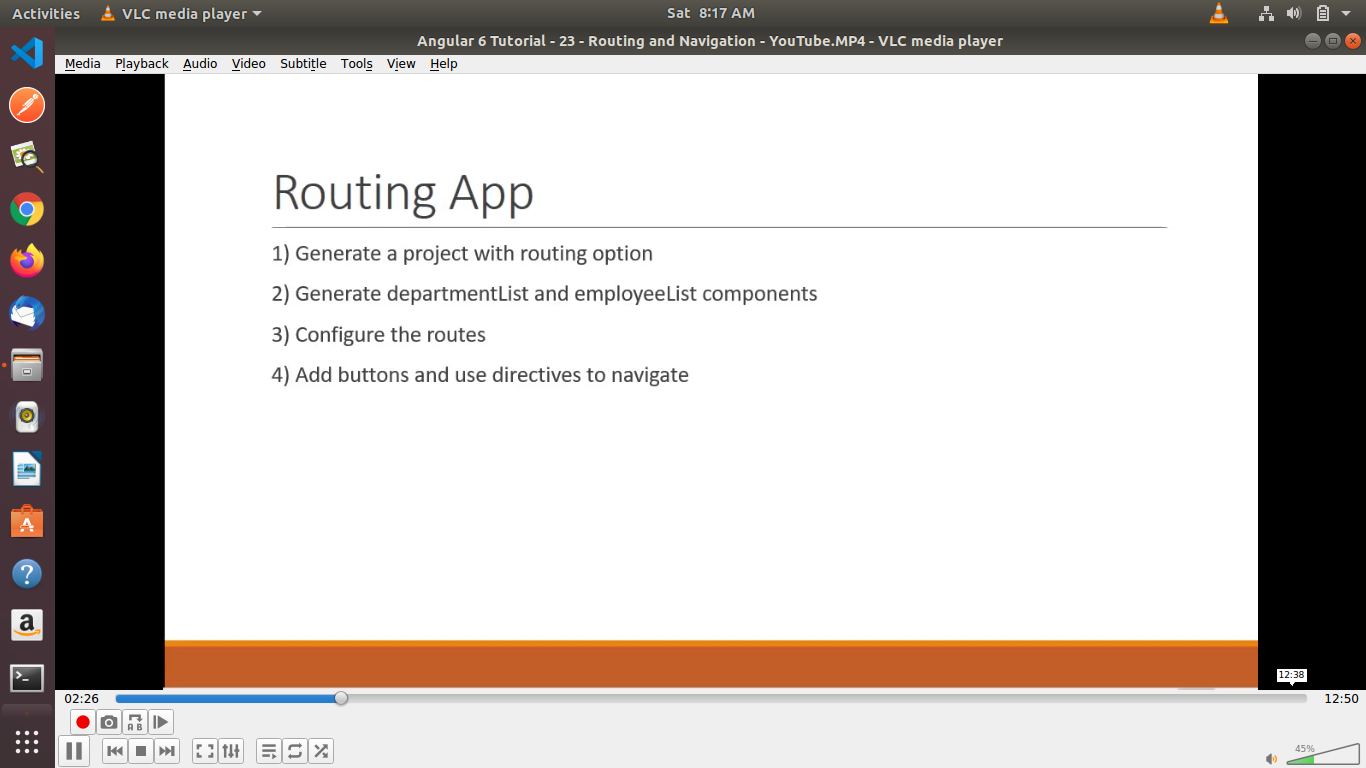 Activities VLC media player Sat 8:17 AM
Angular 6 Tutorial - 23 - Routing and Navigation - YouTube.MP4 - VLC media player
Media Playback Audio Video Subtitle Tools View Help
Routing App
1) Generate a project with routing option
2) Generate departmentList and employeeList components
3) Configure the routes
4) Add buttons and use directives to navigate
12:38
02:26 12:50
A B
45%